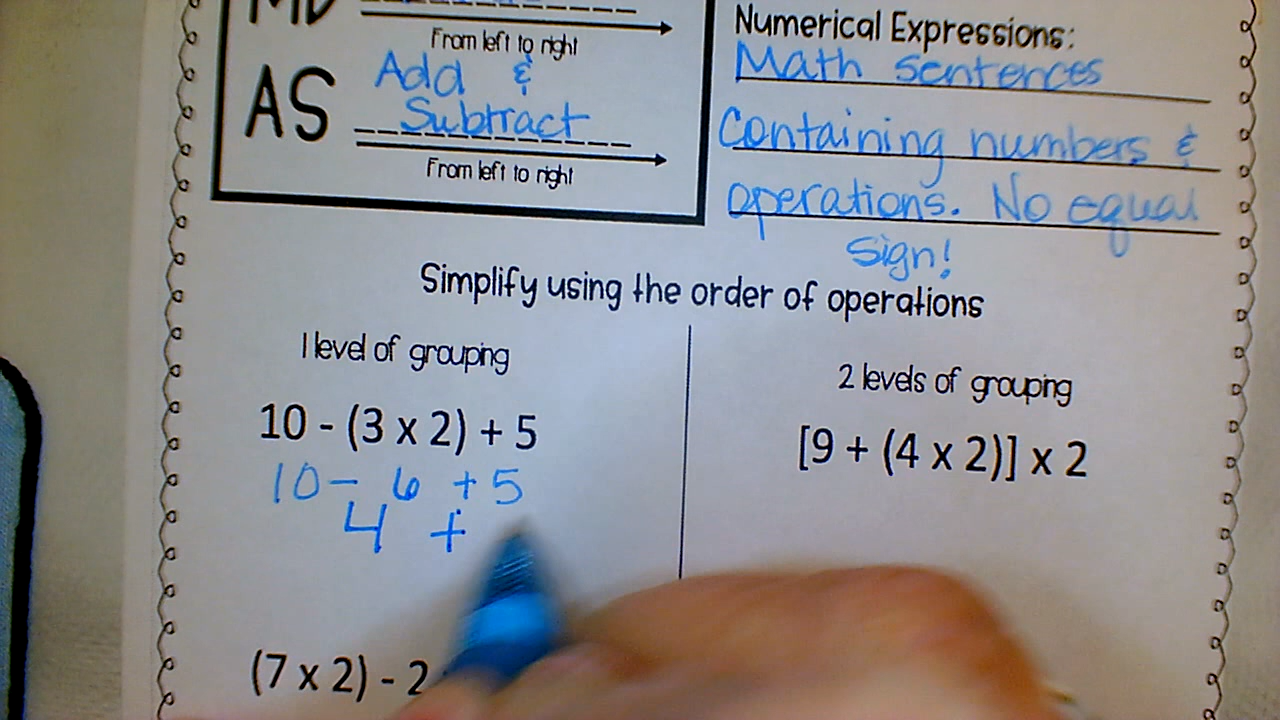 MD
From left to right
Add &
AS Subtract
From left to right
Numerical Expressions:
Math sentences
Containing numbers &
operations. No equal
sign!
Simplify using the order of operations
1 level of grouping
10 - (3 x 2) + 5
10 - 6 + 5
4 +
(7 x 2) - 2
2 levels of grouping
[9 + (4 x 2)] x 2